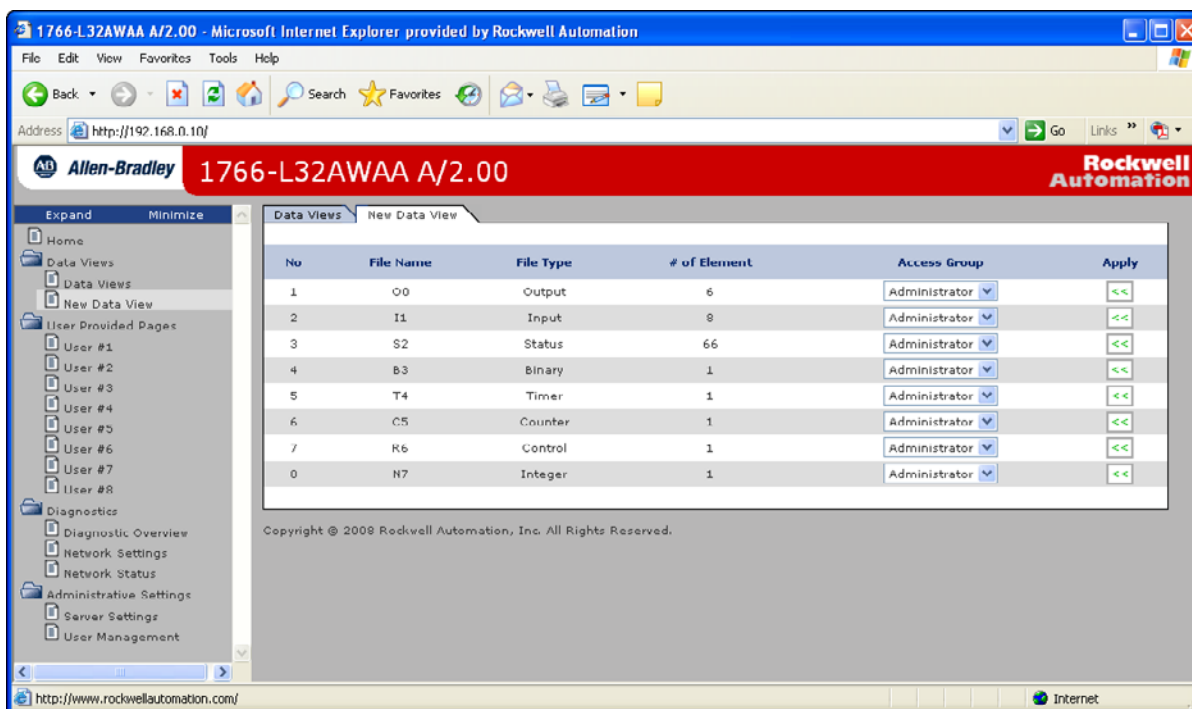 1766-L32AWAA A/2.00 - Microsoft Internet Explorer provided by Rockwell Automation
File Edit View Favorites Tools Help
Back Search Favorites
Address http://192.168.0.10/ Go Links »
AB Allen-Bradley 1766-L32AWAA A/2.00 Rockwell Automation
Expand Minimize
Home
Data Views
Data Views
New Data View
User Provided Pages
User #1
User #2
User #3
User #4
User #5
User #6
User #7
User #8
Diagnostics
Diagnostic Overview
Network Settings
Network Status
Administrative Settings
Server Settings
User Management
Data Views New Data View
No File Name File Type # of Element Access Group Apply
1 O0 Output 6 Administrator <<
2 I1 Input 8 Administrator <<
3 S2 Status 66 Administrator <<
4 B3 Binary 1 Administrator <<
5 T4 Timer 1 Administrator <<
6 C5 Counter 1 Administrator <<
7 R6 Control 1 Administrator <<
8 N7 Integer 1 Administrator <<
Copyright © 2008 Rockwell Automation, Inc. All Rights Reserved.
http://www.rockwellautomation.com/ Internet